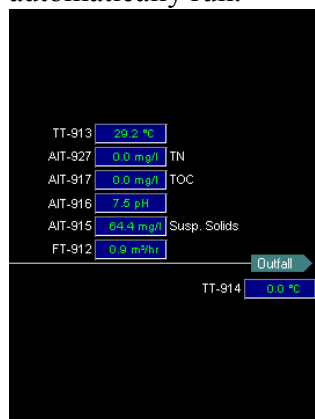 automatically run.
TT-913 29.2 °C
AIT-927 0.0 mg/l TN
AIT-917 0.0 mg/l TOC
AIT-916 7.5 pH
AIT-915 64.4 mg/l Susp. Solids
FT-912 0.9 m³/hr
Outfall
TT-914 0.0 °C